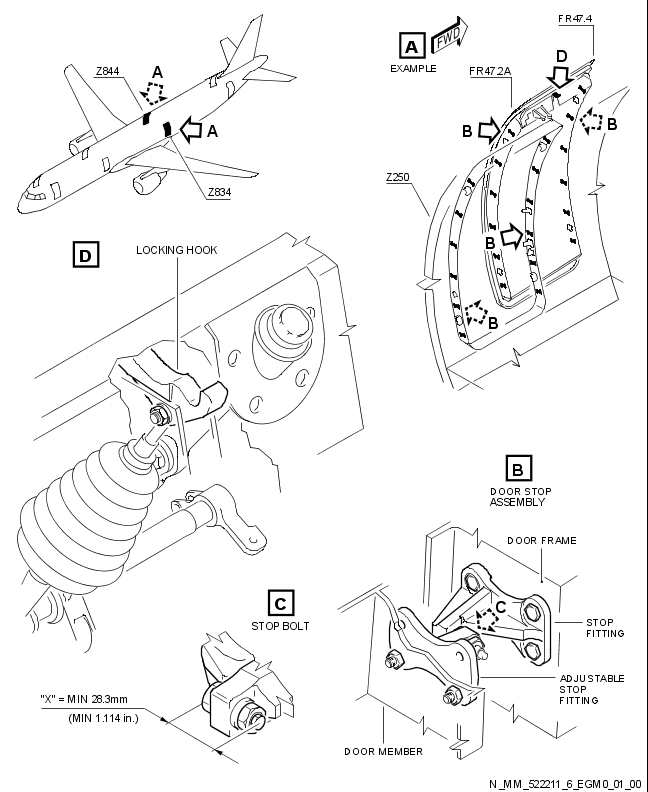 Z844
A
A
Z834
A
FWD
EXAMPLE
FR47.4
FR47.2A
D
B
B
Z250
B
B
D
LOCKING HOOK
B
DOOR STOP
ASSEMBLY
DOOR FRAME
C
STOP
FITTING
ADJUSTABLE
STOP
FITTING
DOOR MEMBER
C
STOP BOLT
"X" = MIN 28.3mm
(MIN 1.114 in.)
N_MM_522211_6_EGM0_01_00